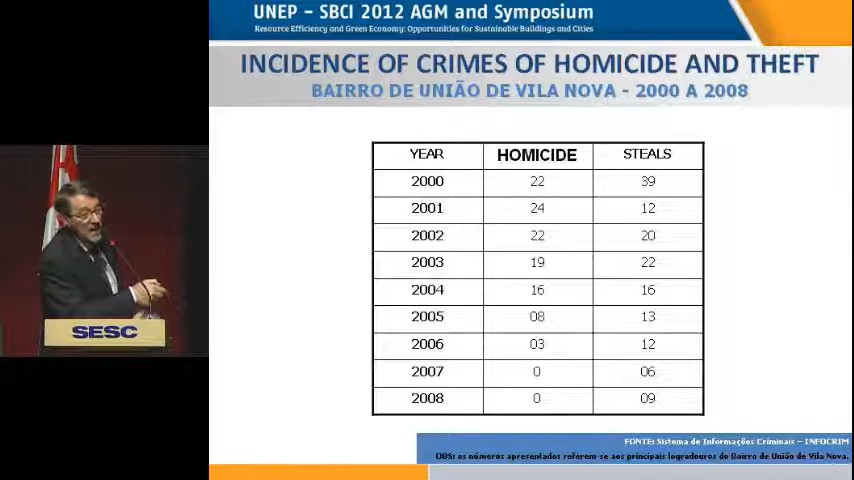 UNEP – SBCI 2012 AGM and Symposium
Resource Efficiency and Green Economy: Opportunities for Sustainable Buildings and Cities
INCIDENCE OF CRIMES OF HOMICIDE AND THEFT
BAIRRO DE UNIÃO DE VILA NOVA - 2000 A 2008
YEAR HOMICIDE STEALS
2000 22 39
2001 24 12
2002 22 20
2003 19 22
2004 16 16
2005 08 13
2006 03 12
2007 0 06
2008 0 09
SESC
FONTE: Sistema de Informações Criminais – INFOCRIM
OBS: os números apresentados referem-se aos principais logradouros do Bairro de União de Vila Nova.